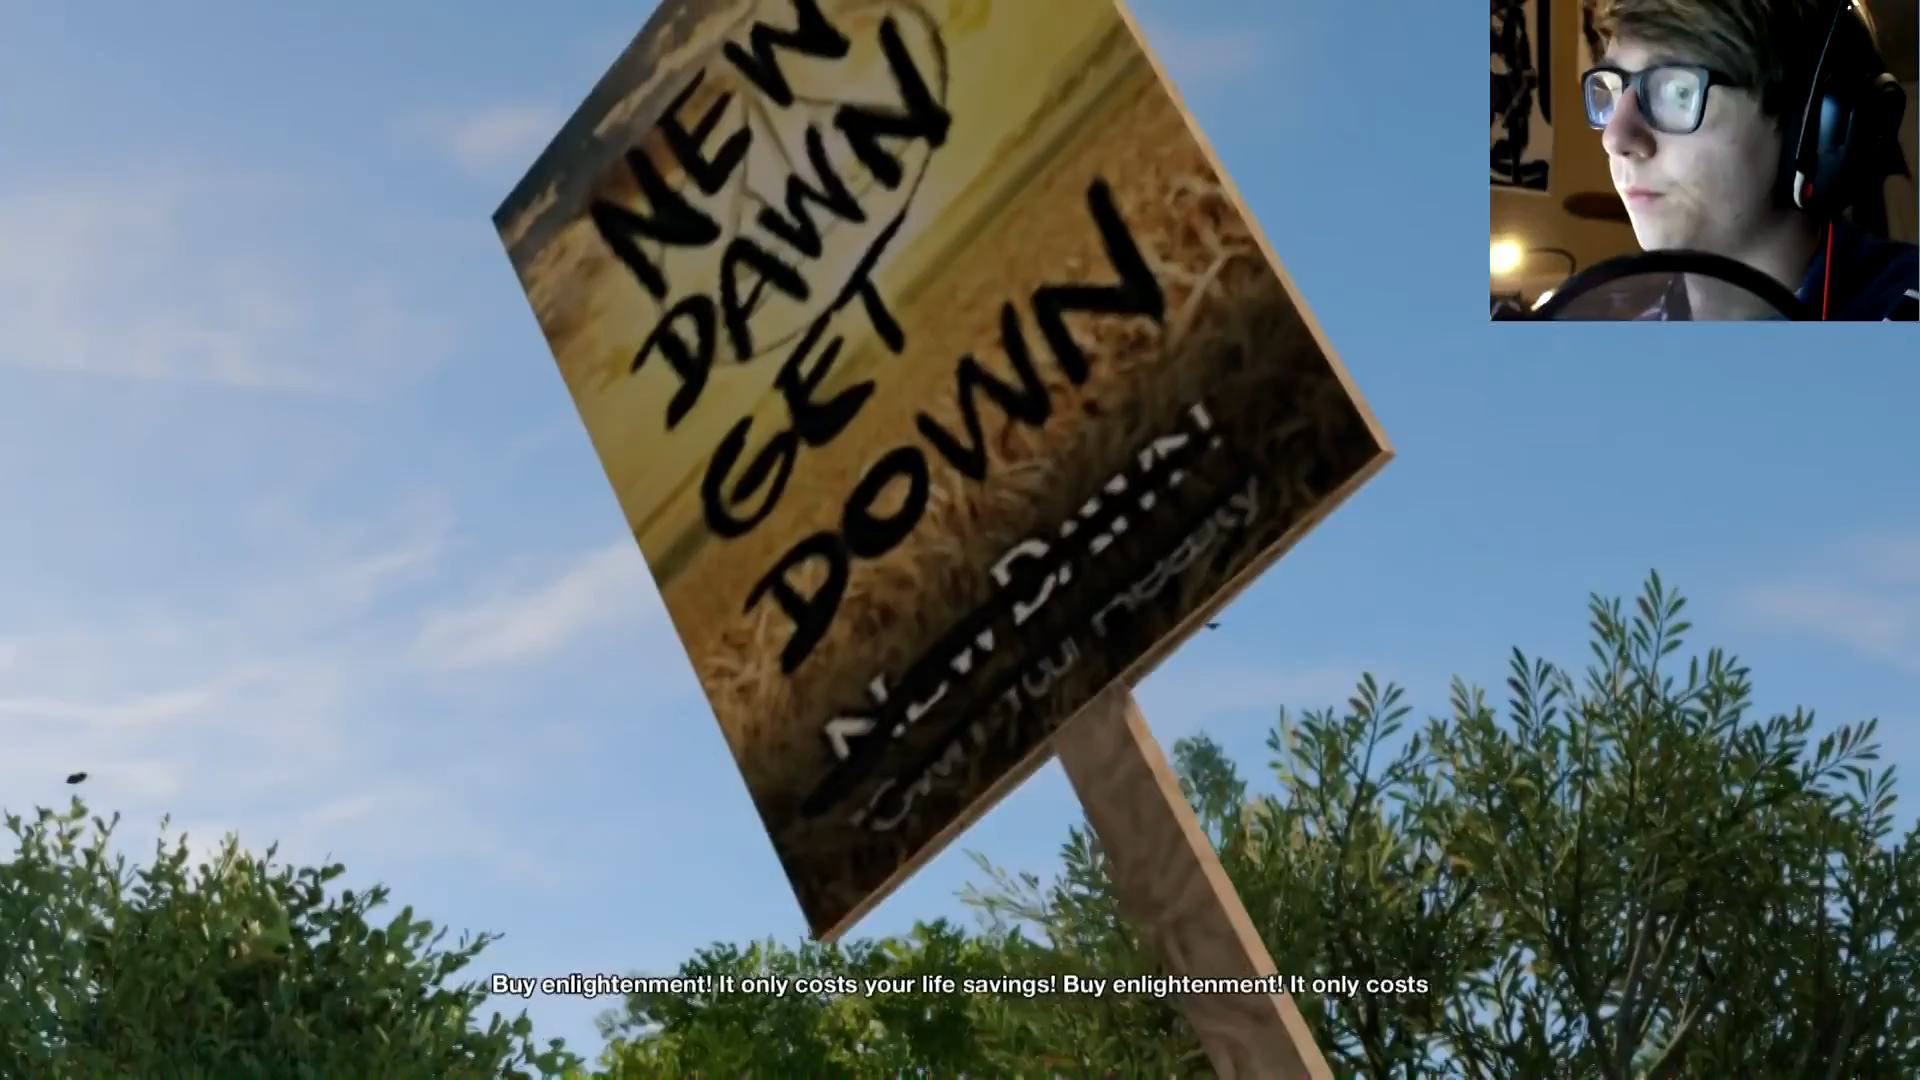 NEW
DAWN
GET
DOWN
Buy enlightenment! It only costs your life savings! Buy enlightenment! It only costs